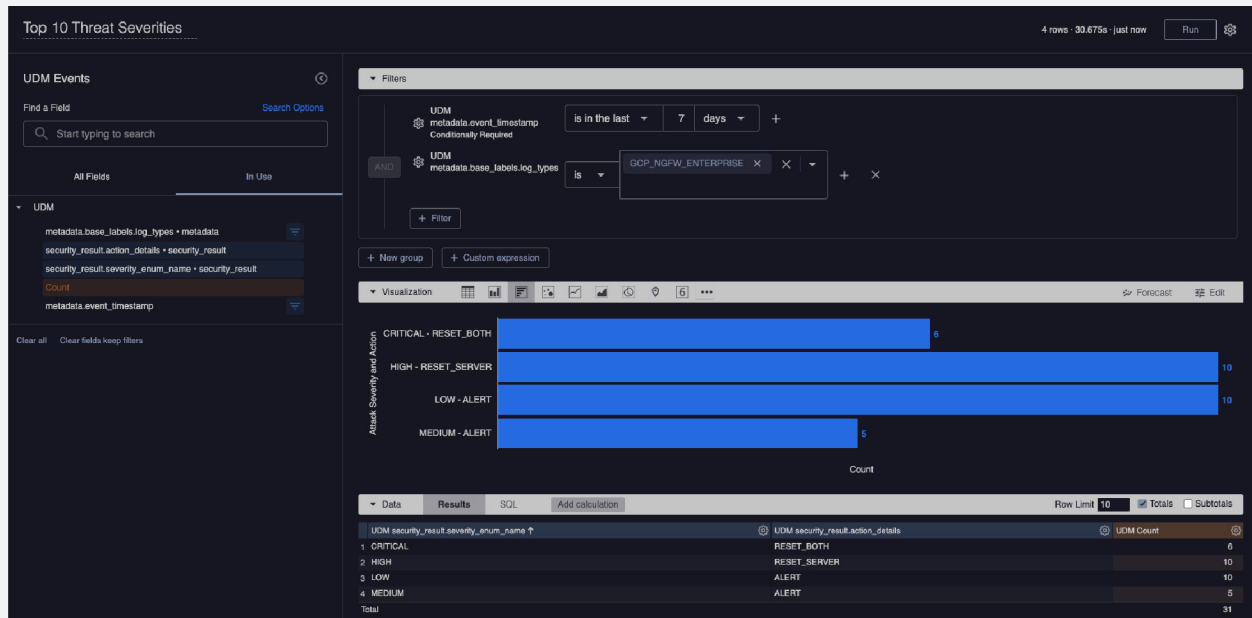 Top 10 Threat Severities
4 rows · 30.675s · just now
Run
UDM Events
Find a Field
Search Options
Start typing to search
All Fields
In Use
UDM
metadata.base_labels.log_types • metadata
security_result.action_details • security_result
security_result.severity_enum_name • security_result
Count
metadata.event_timestamp
Clear all
Clear fields keep filters
Filters
UDM
metadata.event_timestamp
Conditionally Required
is in the last
7
days
AND
UDM
metadata.base_labels.log_types
is
GCP_NGFW_ENTERPRISE
+ Filter
+ New group
+ Custom expression
Visualization
6
Forecast
Edit
Attack Severity and Action
CRITICAL - RESET_BOTH 6
HIGH - RESET_SERVER 10
LOW - ALERT 10
MEDIUM - ALERT 5
Count
Data
Results
SQL
Add calculation
Row Limit 10
Totals
Subtotals
UDM security_result.severity_enum_name ↑ UDM security_result.action_details UDM Count
1 CRITICAL RESET_BOTH 6
2 HIGH RESET_SERVER 10
3 LOW ALERT 10
4 MEDIUM ALERT 5
Total 31